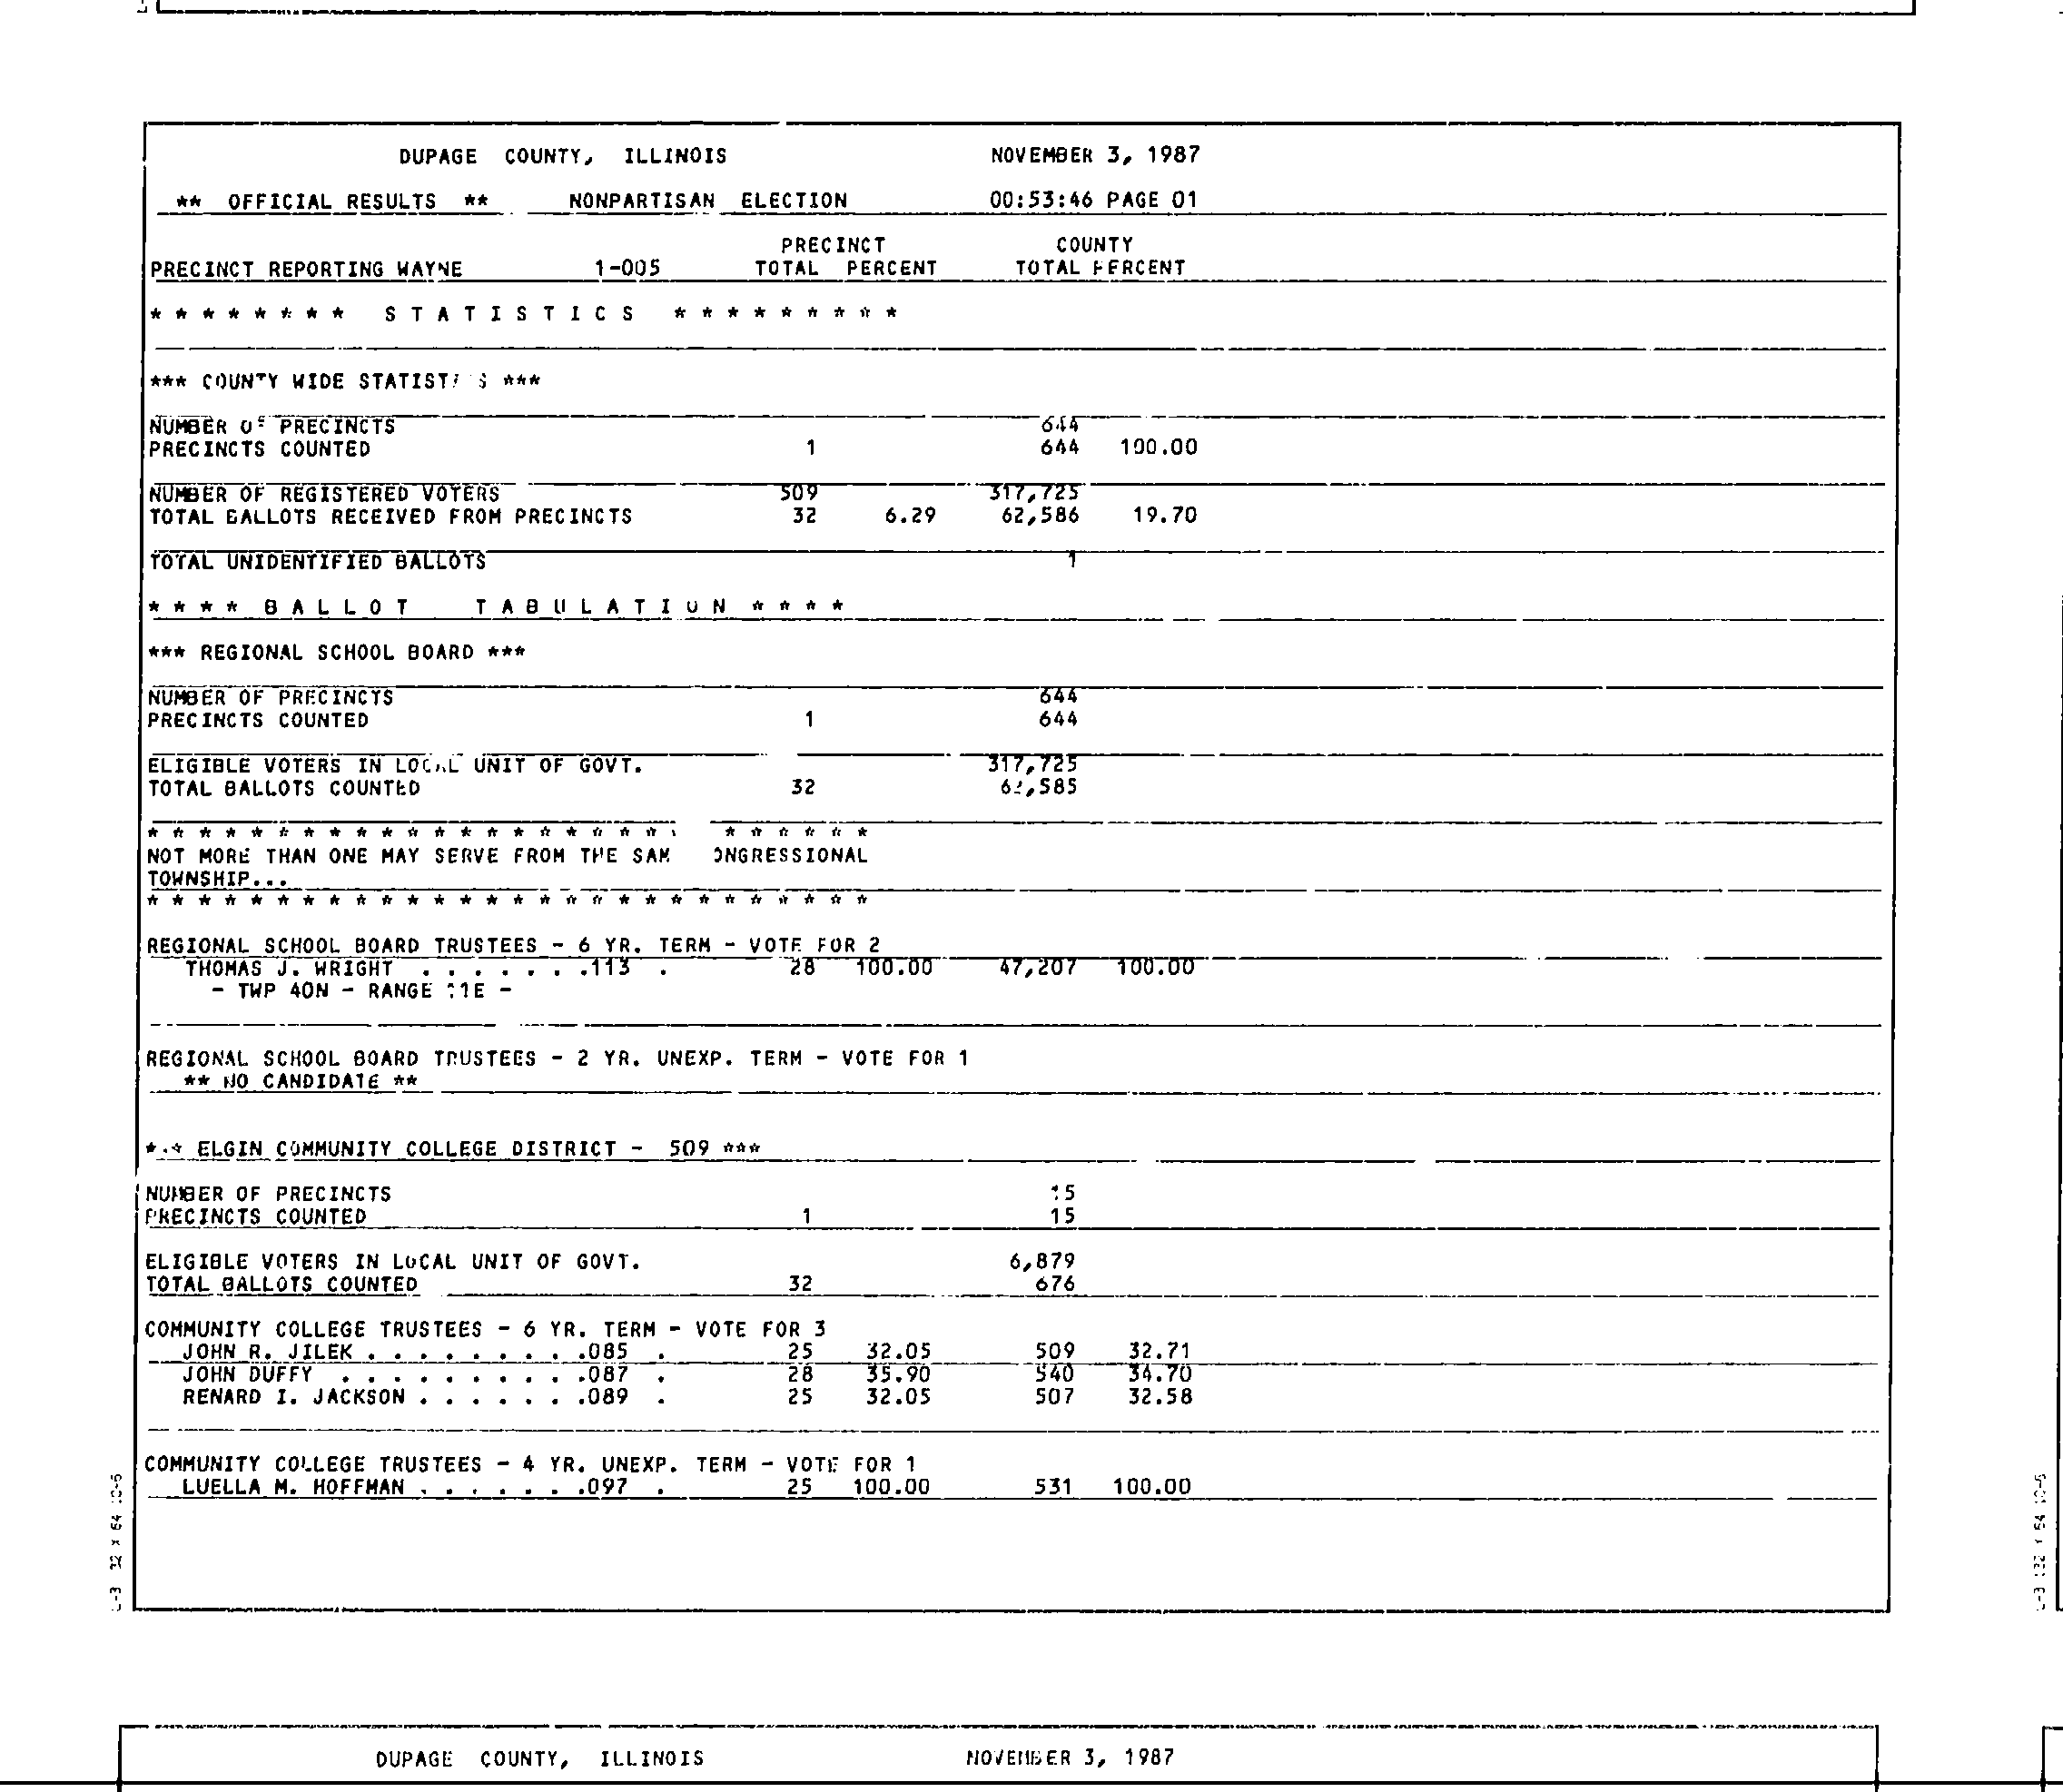 DUPAGE COUNTY, ILLINOIS NOVEMBER 3, 1987
** OFFICIAL RESULTS ** NONPARTISAN ELECTION 00:53:46 PAGE 01
PRECINCT COUNTY
PRECINCT REPORTING WAYNE 1-005 TOTAL PERCENT TOTAL PERCENT
* * * * * * * * S T A T I S T I C S * * * * * * * * *
*** COUNTY WIDE STATISTICS ***
NUMBER OF PRECINCTS 644
PRECINCTS COUNTED 1 644 100.00
NUMBER OF REGISTERED VOTERS 509 317,725
TOTAL BALLOTS RECEIVED FROM PRECINCTS 32 6.29 62,586 19.70
TOTAL UNIDENTIFIED BALLOTS 1
* * * * B A L L O T T A B U L A T I O N * * * *
*** REGIONAL SCHOOL BOARD ***
NUMBER OF PRECINCTS 644
PRECINCTS COUNTED 1 644
ELIGIBLE VOTERS IN LOCAL UNIT OF GOVT. 317,725
TOTAL BALLOTS COUNTED 32 62,585
* * * * * * * * * * * * * * * * * * * * * * * * * * *
NOT MORE THAN ONE MAY SERVE FROM THE SAM ONGRESSIONAL
TOWNSHIP...
* * * * * * * * * * * * * * * * * * * * * * * * * * * *
REGIONAL SCHOOL BOARD TRUSTEES - 6 YR. TERM - VOTE FOR 2
THOMAS J. WRIGHT . . . . . . .113 . 28 100.00 47,207 100.00
- TWP 40N - RANGE 11E -
REGIONAL SCHOOL BOARD TRUSTEES - 2 YR. UNEXP. TERM - VOTE FOR 1
** NO CANDIDATE **
*** ELGIN COMMUNITY COLLEGE DISTRICT - 509 ***
NUMBER OF PRECINCTS 15
PRECINCTS COUNTED 1 15
ELIGIBLE VOTERS IN LOCAL UNIT OF GOVT. 6,879
TOTAL BALLOTS COUNTED 32 676
COMMUNITY COLLEGE TRUSTEES - 6 YR. TERM - VOTE FOR 3
JOHN R. JILEK . . . . . . . . .085 . 25 32.05 509 32.71
JOHN DUFFY . . . . . . . . . .087 . 28 35.90 540 34.70
RENARD I. JACKSON . . . . . . .089 . 25 32.05 507 32.58
COMMUNITY COLLEGE TRUSTEES - 4 YR. UNEXP. TERM - VOTE FOR 1
LUELLA M. HOFFMAN . . . . . . .097 . 25 100.00 531 100.00
DUPAGE COUNTY, ILLINOIS NOVEMBER 3, 1987